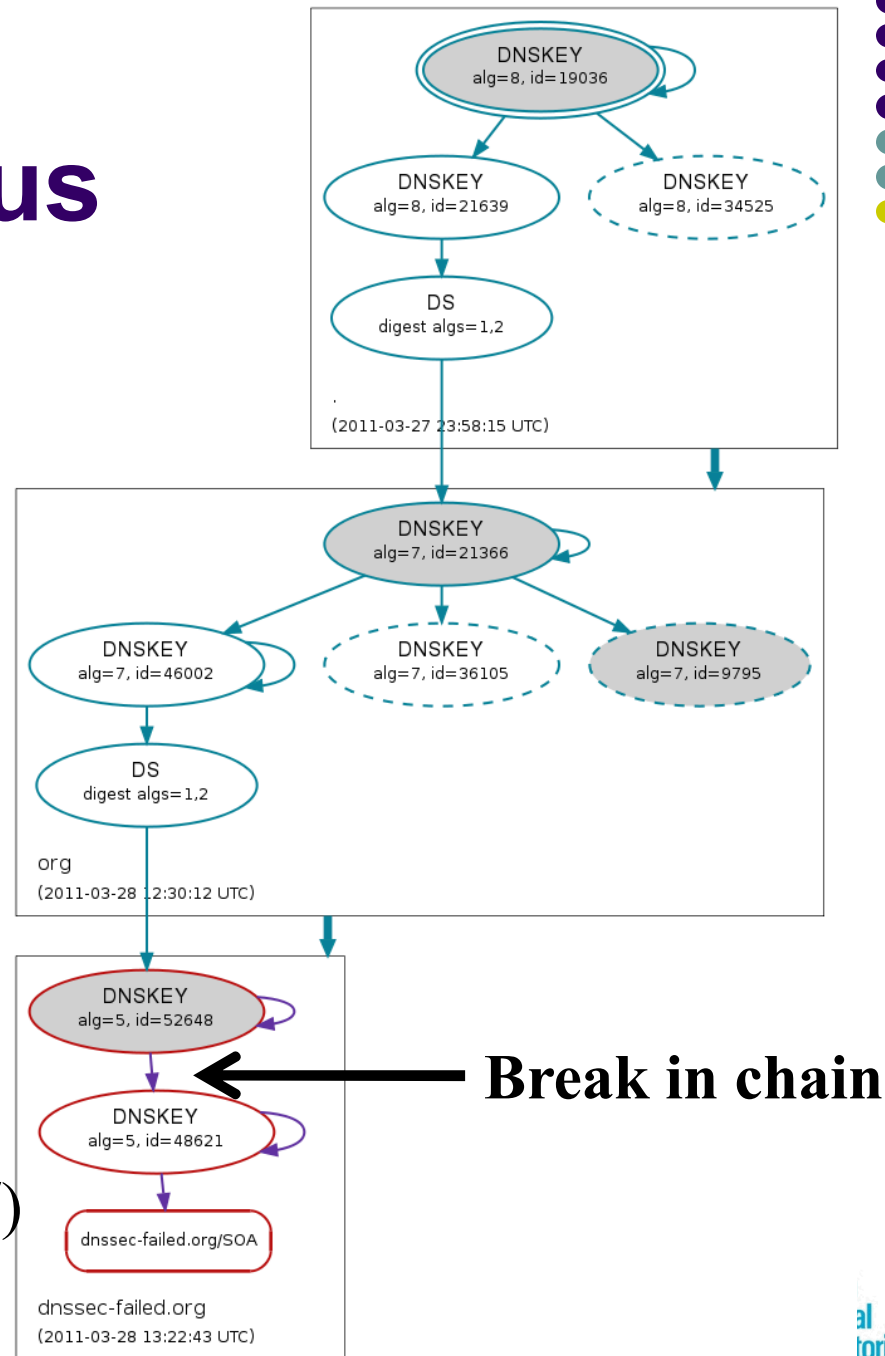 us
DNSKEY
alg=8, id=19036
DNSKEY
alg=8, id=21639
DNSKEY
alg=8, id=34525
DS
digest algs=1,2
.
(2011-03-27 23:58:15 UTC)
DNSKEY
alg=7, id=21366
DNSKEY
alg=7, id=46002
DNSKEY
alg=7, id=36105
DNSKEY
alg=7, id=9795
DS
digest algs=1,2
org
(2011-03-28 12:30:12 UTC)
DNSKEY
alg=5, id=52648
Break in chain
DNSKEY
alg=5, id=48621
)
dnssec-failed.org/SOA
dnssec-failed.org
(2011-03-28 13:22:43 UTC)
al